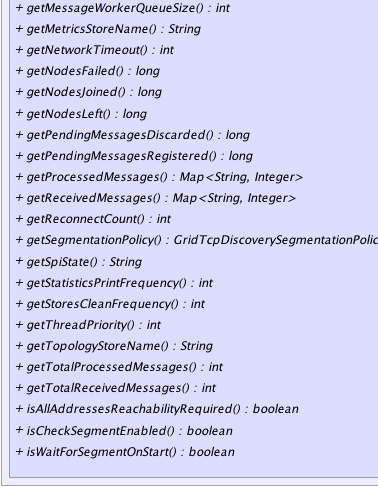 + getMessageWorkerQueueSize() : int
+ getMetricsStoreName() : String
+ getNetworkTimeout() : int
+ getNodesFailed() : long
+ getNodesJoined() : long
+ getNodesLeft() : long
+ getPendingMessagesDiscarded() : long
+ getPendingMessagesRegistered() : long
+ getProcessedMessages() : Map<String, Integer>
+ getReceivedMessages() : Map<String, Integer>
+ getReconnectCount() : int
+ getSegmentationPolicy() : GridTcpDiscoverySegmentationPolic
+ getSpiState() : String
+ getStatisticsPrintFrequency() : int
+ getStoresCleanFrequency() : int
+ getThreadPriority() : int
+ getTopologyStoreName() : String
+ getTotalProcessedMessages() : int
+ getTotalReceivedMessages() : int
+ isAllAddressesReachabilityRequired() : boolean
+ isCheckSegmentEnabled() : boolean
+ isWaitForSegmentOnStart() : boolean